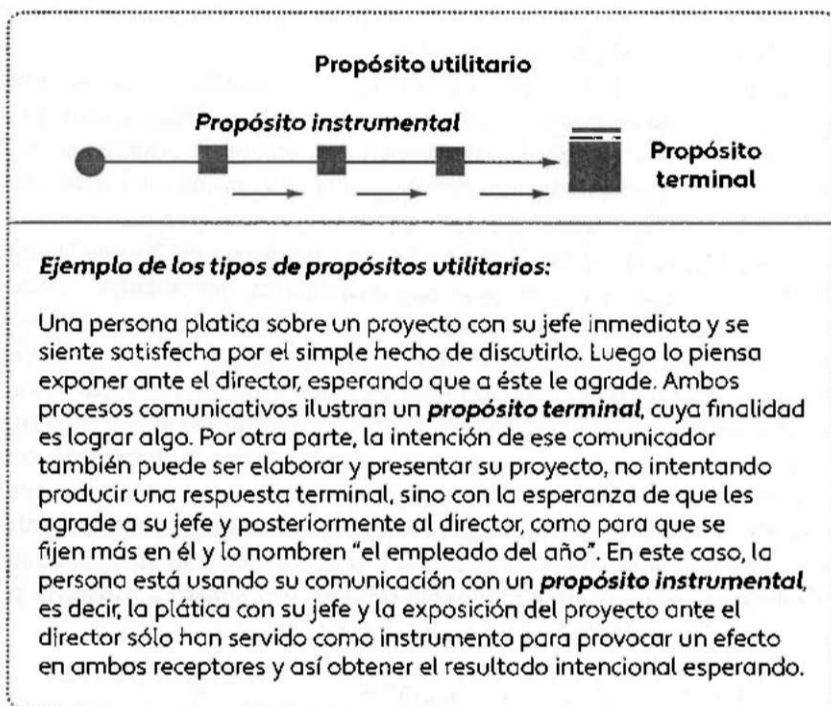 Propósito utilitario
Propósito instrumental
Propósito
terminal
Ejemplo de los tipos de propósitos utilitarios:
Una persona platica sobre un proyecto con su jefe inmediato y se
siente satisfecha por el simple hecho de discutirlo. Luego lo piensa
exponer ante el director, esperando que a éste le agrade. Ambos
procesos comunicativos ilustran un propósito terminal, cuya finalidad
es lograr algo. Por otra parte, la intención de ese comunicador
también puede ser elaborar y presentar su proyecto, no intentando
producir una respuesta terminal, sino con la esperanza de que les
agrade a su jefe y posteriormente al director, como para que se
fijen más en él y lo nombren “el empleado del año”. En este caso, la
persona está usando su comunicación con un propósito instrumental,
es decir, la plática con su jefe y la exposición del proyecto ante el
director sólo han servido como instrumento para provocar un efecto
en ambos receptores y así obtener el resultado intencional esperando.